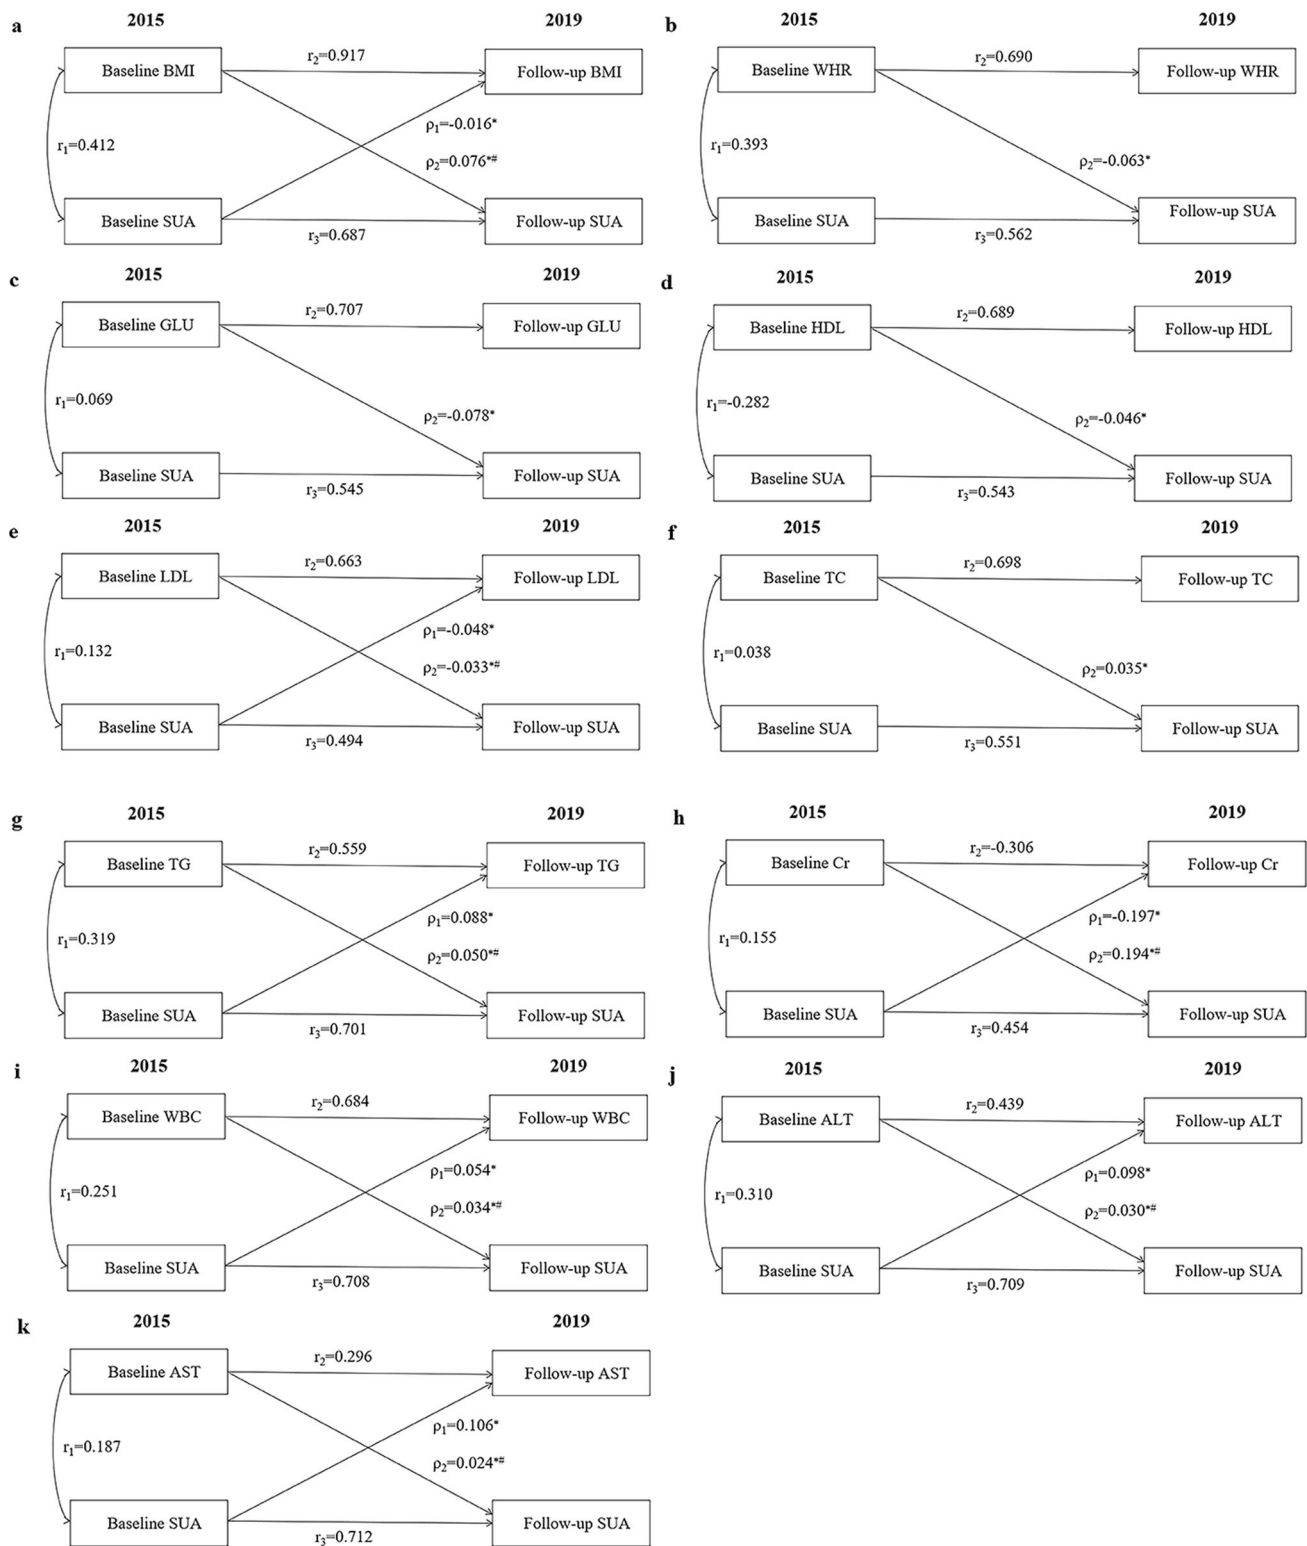 a
2015
2019
Baseline BMI
r₂=0.917
Follow-up BMI
r₁=0.412
ρ₁=-0.016*
ρ₂=0.076*#
Baseline SUA
r₃=0.687
Follow-up SUA
b
2015
2019
Baseline WHR
r₂=0.690
Follow-up WHR
r₁=0.393
ρ₂=-0.063*
Baseline SUA
r₃=0.562
Follow-up SUA
c
2015
2019
Baseline GLU
r₂=0.707
Follow-up GLU
r₁=0.069
ρ₂=-0.078*
Baseline SUA
r₃=0.545
Follow-up SUA
d
2015
2019
Baseline HDL
r₂=0.689
Follow-up HDL
r₁=-0.282
ρ₂=-0.046*
Baseline SUA
r₃=0.543
Follow-up SUA
e
2015
2019
Baseline LDL
r₂=0.663
Follow-up LDL
r₁=0.132
ρ₁=-0.048*
ρ₂=-0.033*#
Baseline SUA
r₃=0.494
Follow-up SUA
f
2015
2019
Baseline TC
r₂=0.698
Follow-up TC
r₁=0.038
ρ₂=0.035*
Baseline SUA
r₃=0.551
Follow-up SUA
g
2015
2019
Baseline TG
r₂=0.559
Follow-up TG
r₁=0.319
ρ₁=0.088*
ρ₂=0.050*#
Baseline SUA
r₃=0.701
Follow-up SUA
h
2015
2019
Baseline Cr
r₂=-0.306
Follow-up Cr
r₁=0.155
ρ₁=-0.197*
ρ₂=0.194*#
Baseline SUA
r₃=0.454
Follow-up SUA
i
2015
2019
Baseline WBC
r₂=0.684
Follow-up WBC
r₁=0.251
ρ₁=0.054*
ρ₂=0.034*#
Baseline SUA
r₃=0.708
Follow-up SUA
j
2015
2019
Baseline ALT
r₂=0.439
Follow-up ALT
r₁=0.310
ρ₁=0.098*
ρ₂=0.030*#
Baseline SUA
r₃=0.709
Follow-up SUA
k
2015
2019
Baseline AST
r₂=0.296
Follow-up AST
r₁=0.187
ρ₁=0.106*
ρ₂=0.024*#
Baseline SUA
r₃=0.712
Follow-up SUA